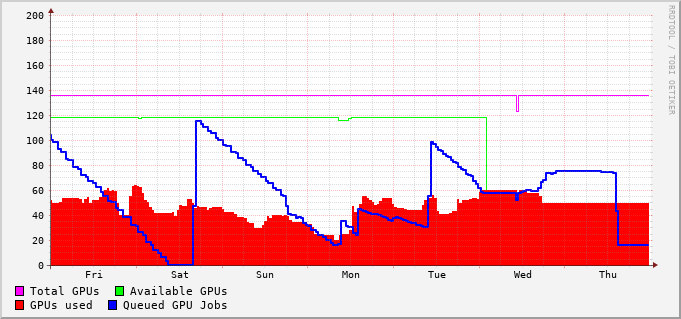 200
180
160
140
120
100
80
60
40
20
0
Fri Sat Sun Mon Tue Wed Thu
Total GPUs Available GPUs
GPUs used Queued GPU Jobs
RRDTOOL / TOBI OETIKER